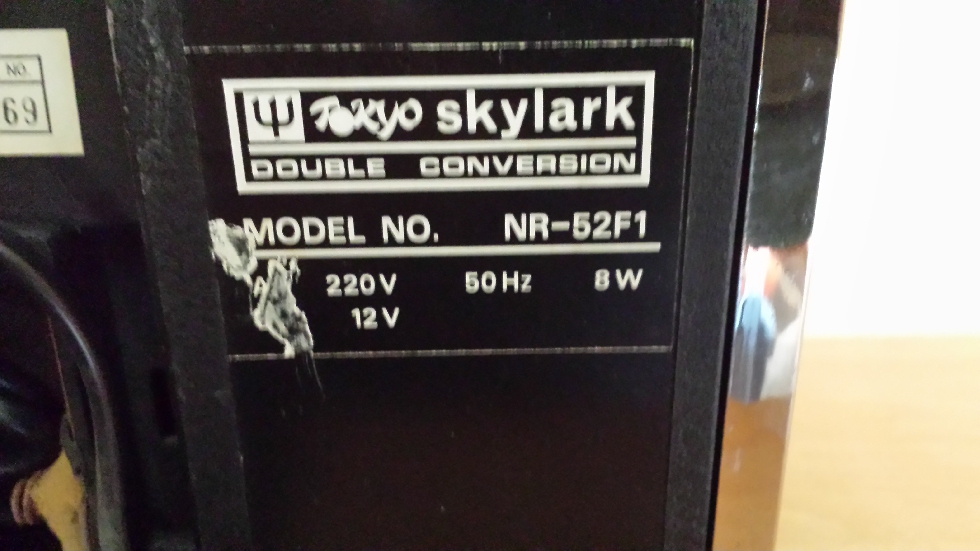 NO.
69
Ψ TOKYO skylark
DOUBLE CONVERSION
MODEL NO. NR-52F1
220V 50Hz 8W
12V